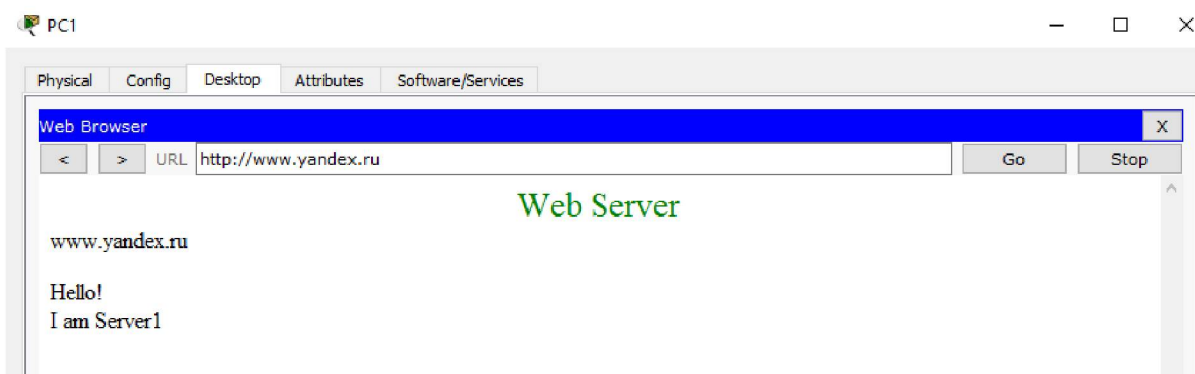 PC1
Physical Config Desktop Attributes Software/Services
Web Browser X
< > URL http://www.yandex.ru Go Stop
Web Server
www.yandex.ru
Hello!
I am Server1